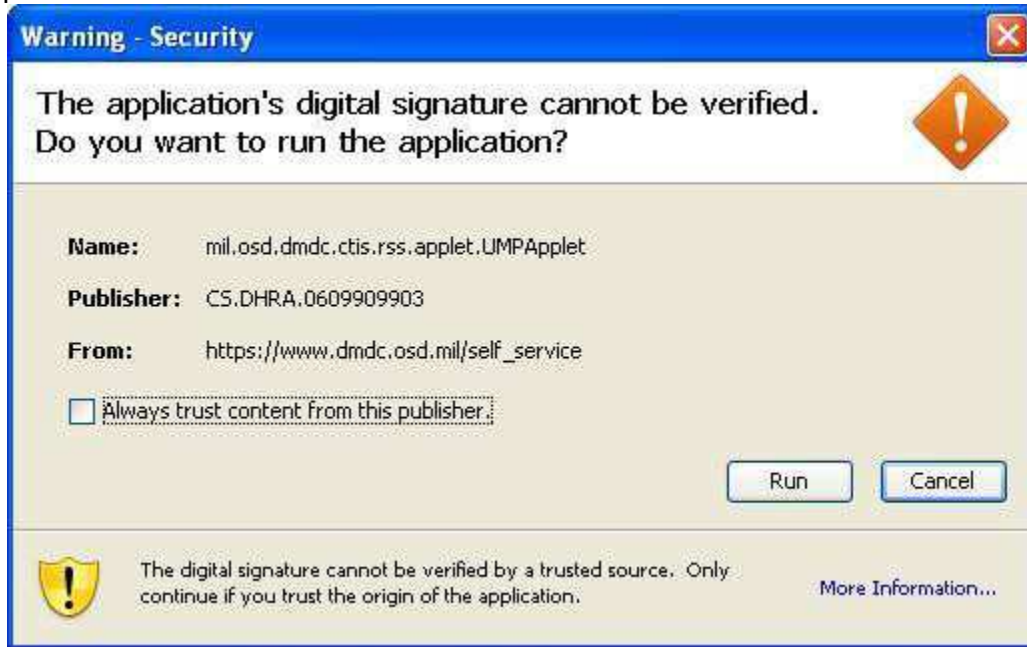 Warning - Security
The application's digital signature cannot be verified.
Do you want to run the application?
Name: mil.osd.dmdc.ctis.rss.applet.UMPApplet
Publisher: CS.DHRA.0609909903
From: https://www.dmdc.osd.mil/self_service
Always trust content from this publisher.
Run Cancel
The digital signature cannot be verified by a trusted source. Only
continue if you trust the origin of the application.
More Information...